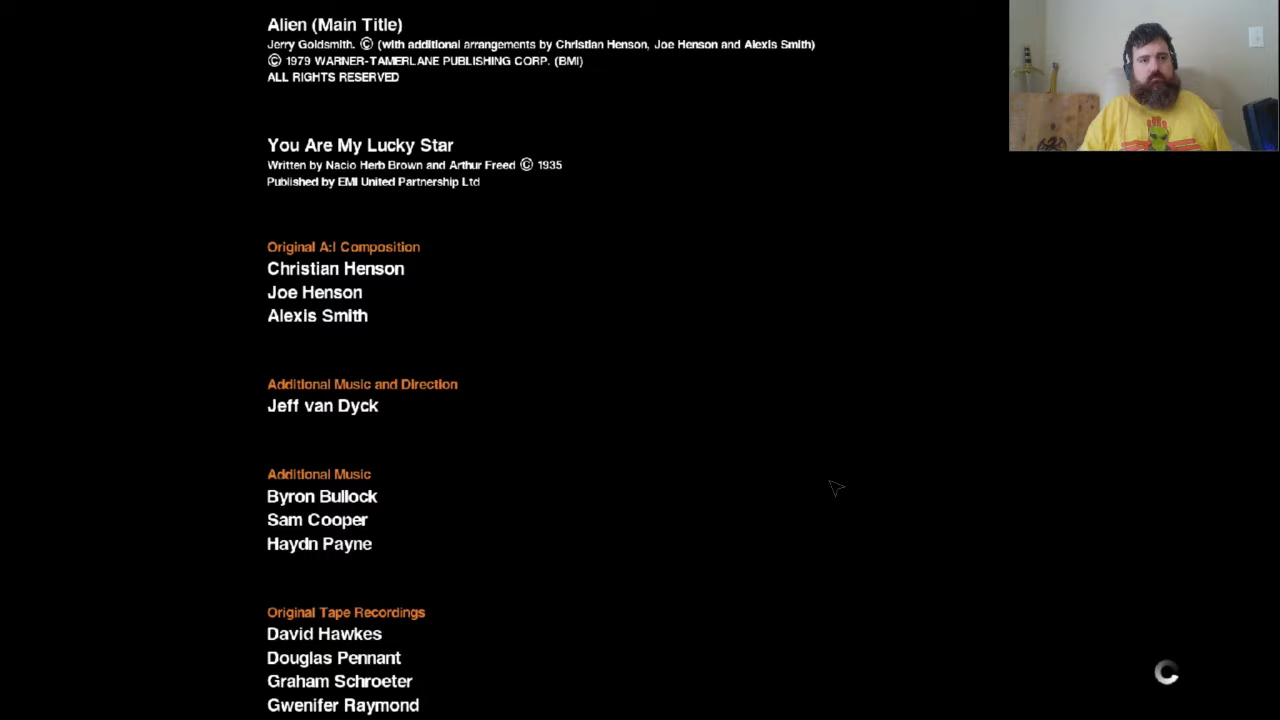 Alien (Main Title)
Jerry Goldsmith. © (with additional arrangements by Christian Henson, Joe Henson and Alexis Smith)
© 1979 WARNER-TAMERLANE PUBLISHING CORP. (BMI)
ALL RIGHTS RESERVED
You Are My Lucky Star
Written by Nacio Herb Brown and Arthur Freed © 1935
Published by EMI United Partnership Ltd
Original A:I Composition
Christian Henson
Joe Henson
Alexis Smith
Additional Music and Direction
Jeff van Dyck
Additional Music
Byron Bullock
Sam Cooper
Haydn Payne
Original Tape Recordings
David Hawkes
Douglas Pennant
Graham Schroeter
Gwenifer Raymond